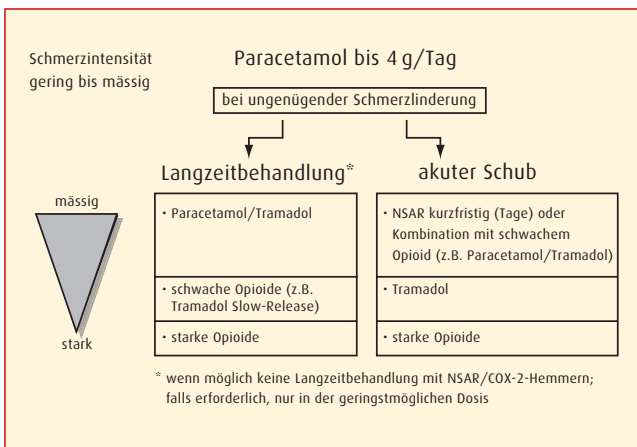 Schmerzintensität
gering bis mässig
Paracetamol bis 4 g/Tag
bei ungenügender Schmerzlinderung
Langzeitbehandlung*
akuter Schub
mässig
stark
· Paracetamol/Tramadol
· schwache Opioide (z.B.
Tramadol Slow-Release)
· starke Opioide
· NSAR kurzfristig (Tage) oder
Kombination mit schwachem
Opioid (z.B. Paracetamol/Tramadol)
· Tramadol
· starke Opioide
* wenn möglich keine Langzeitbehandlung mit NSAR/COX-2-Hemmern;
falls erforderlich, nur in der geringstmöglichen Dosis